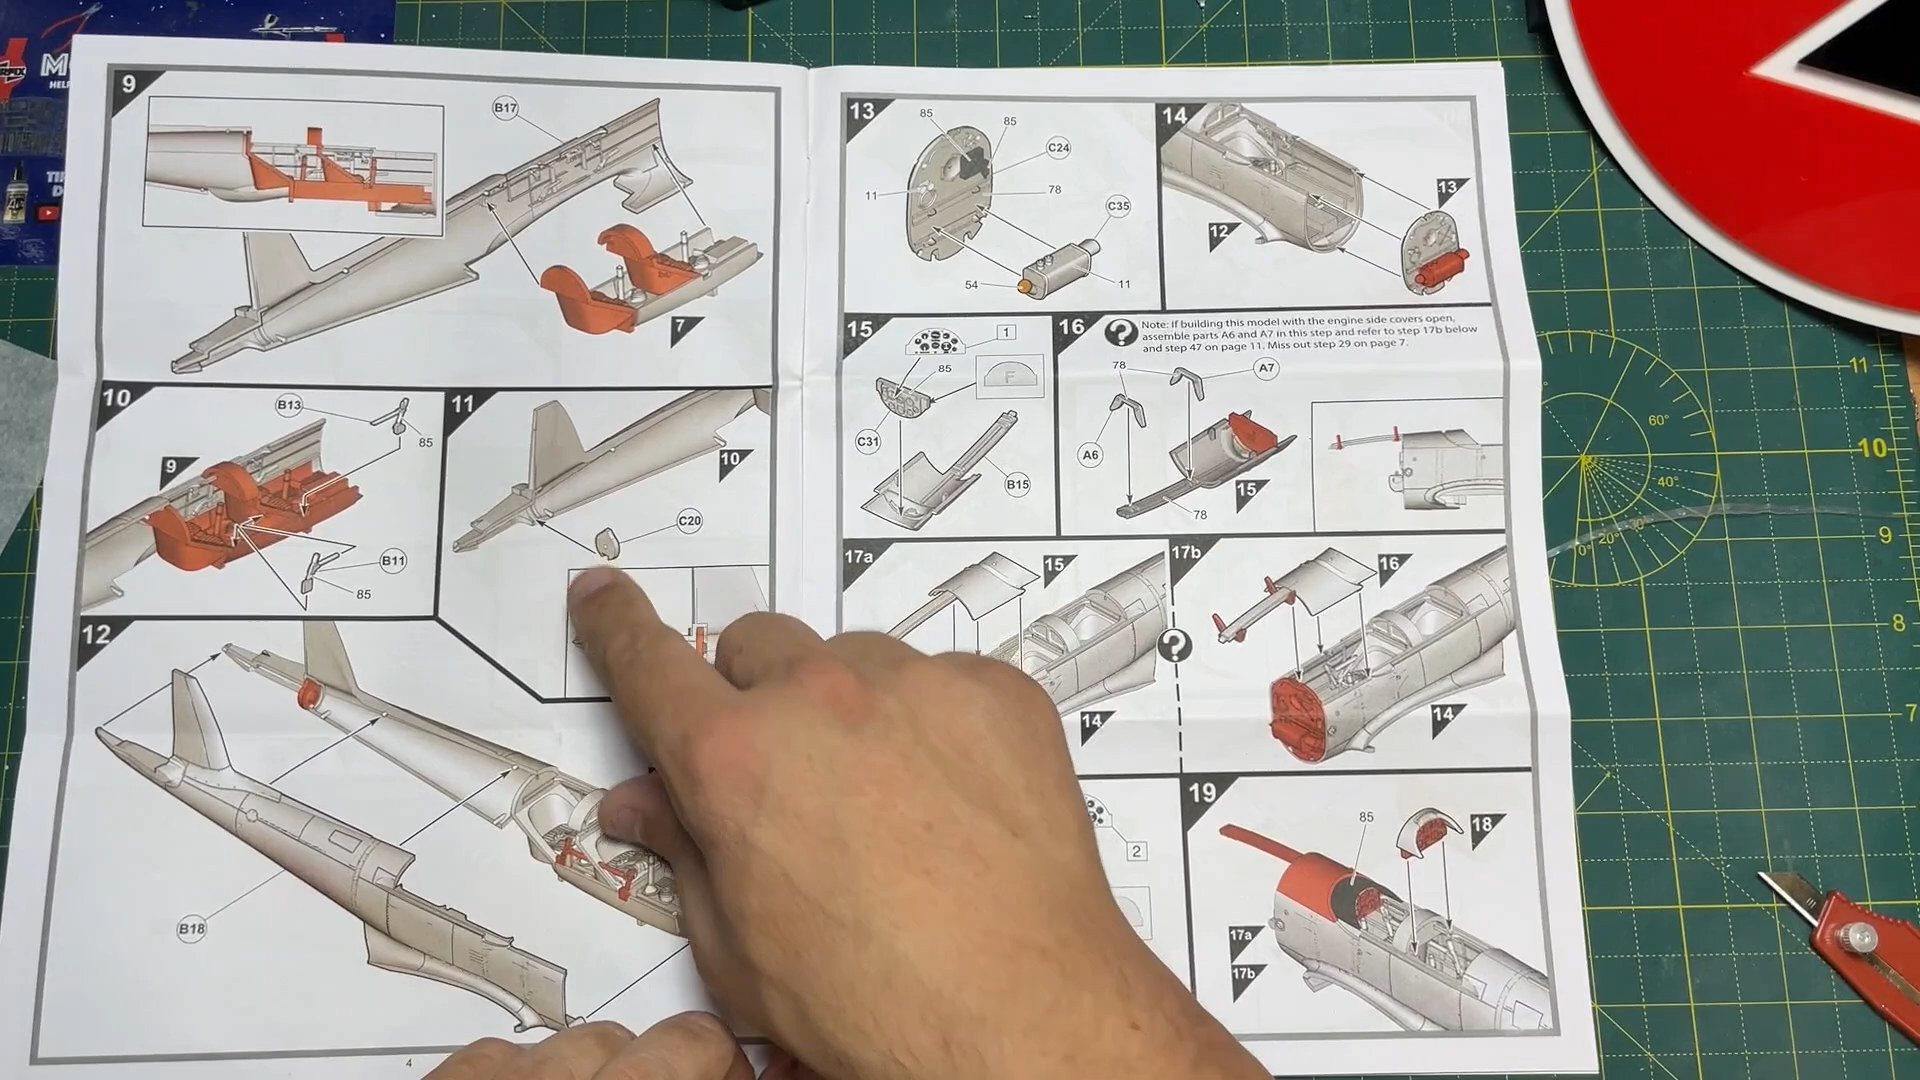 9
B17
7
10
B13
85
9
B11
85
11
10
C20
12
B18
4
13
85
85
C24
11
78
C35
54
11
14
13
12
15
1
85
F
C31
B15
16
?
Note: If building this model with the engine side covers open,
assemble parts A6 and A7 in this step and refer to step 17b below
and step 47 on page 11. Miss out step 29 on page 7.
78
A7
A6
15
78
17a
15
14
17b
?
16
14
2
19
85
18
17a
17b
11
10
9
8
7
60°
40°
30°
20°
0°